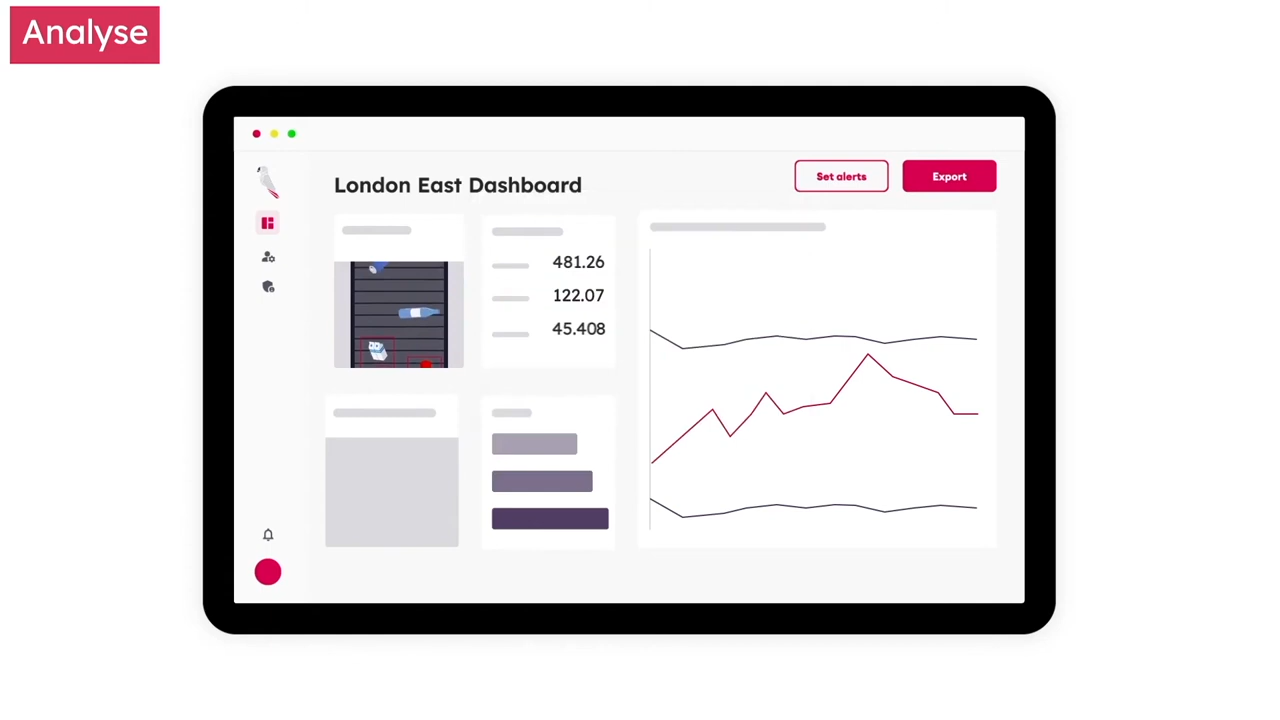 Analyse
London East Dashboard
Set alerts
Export
481.26
122.07
45.408